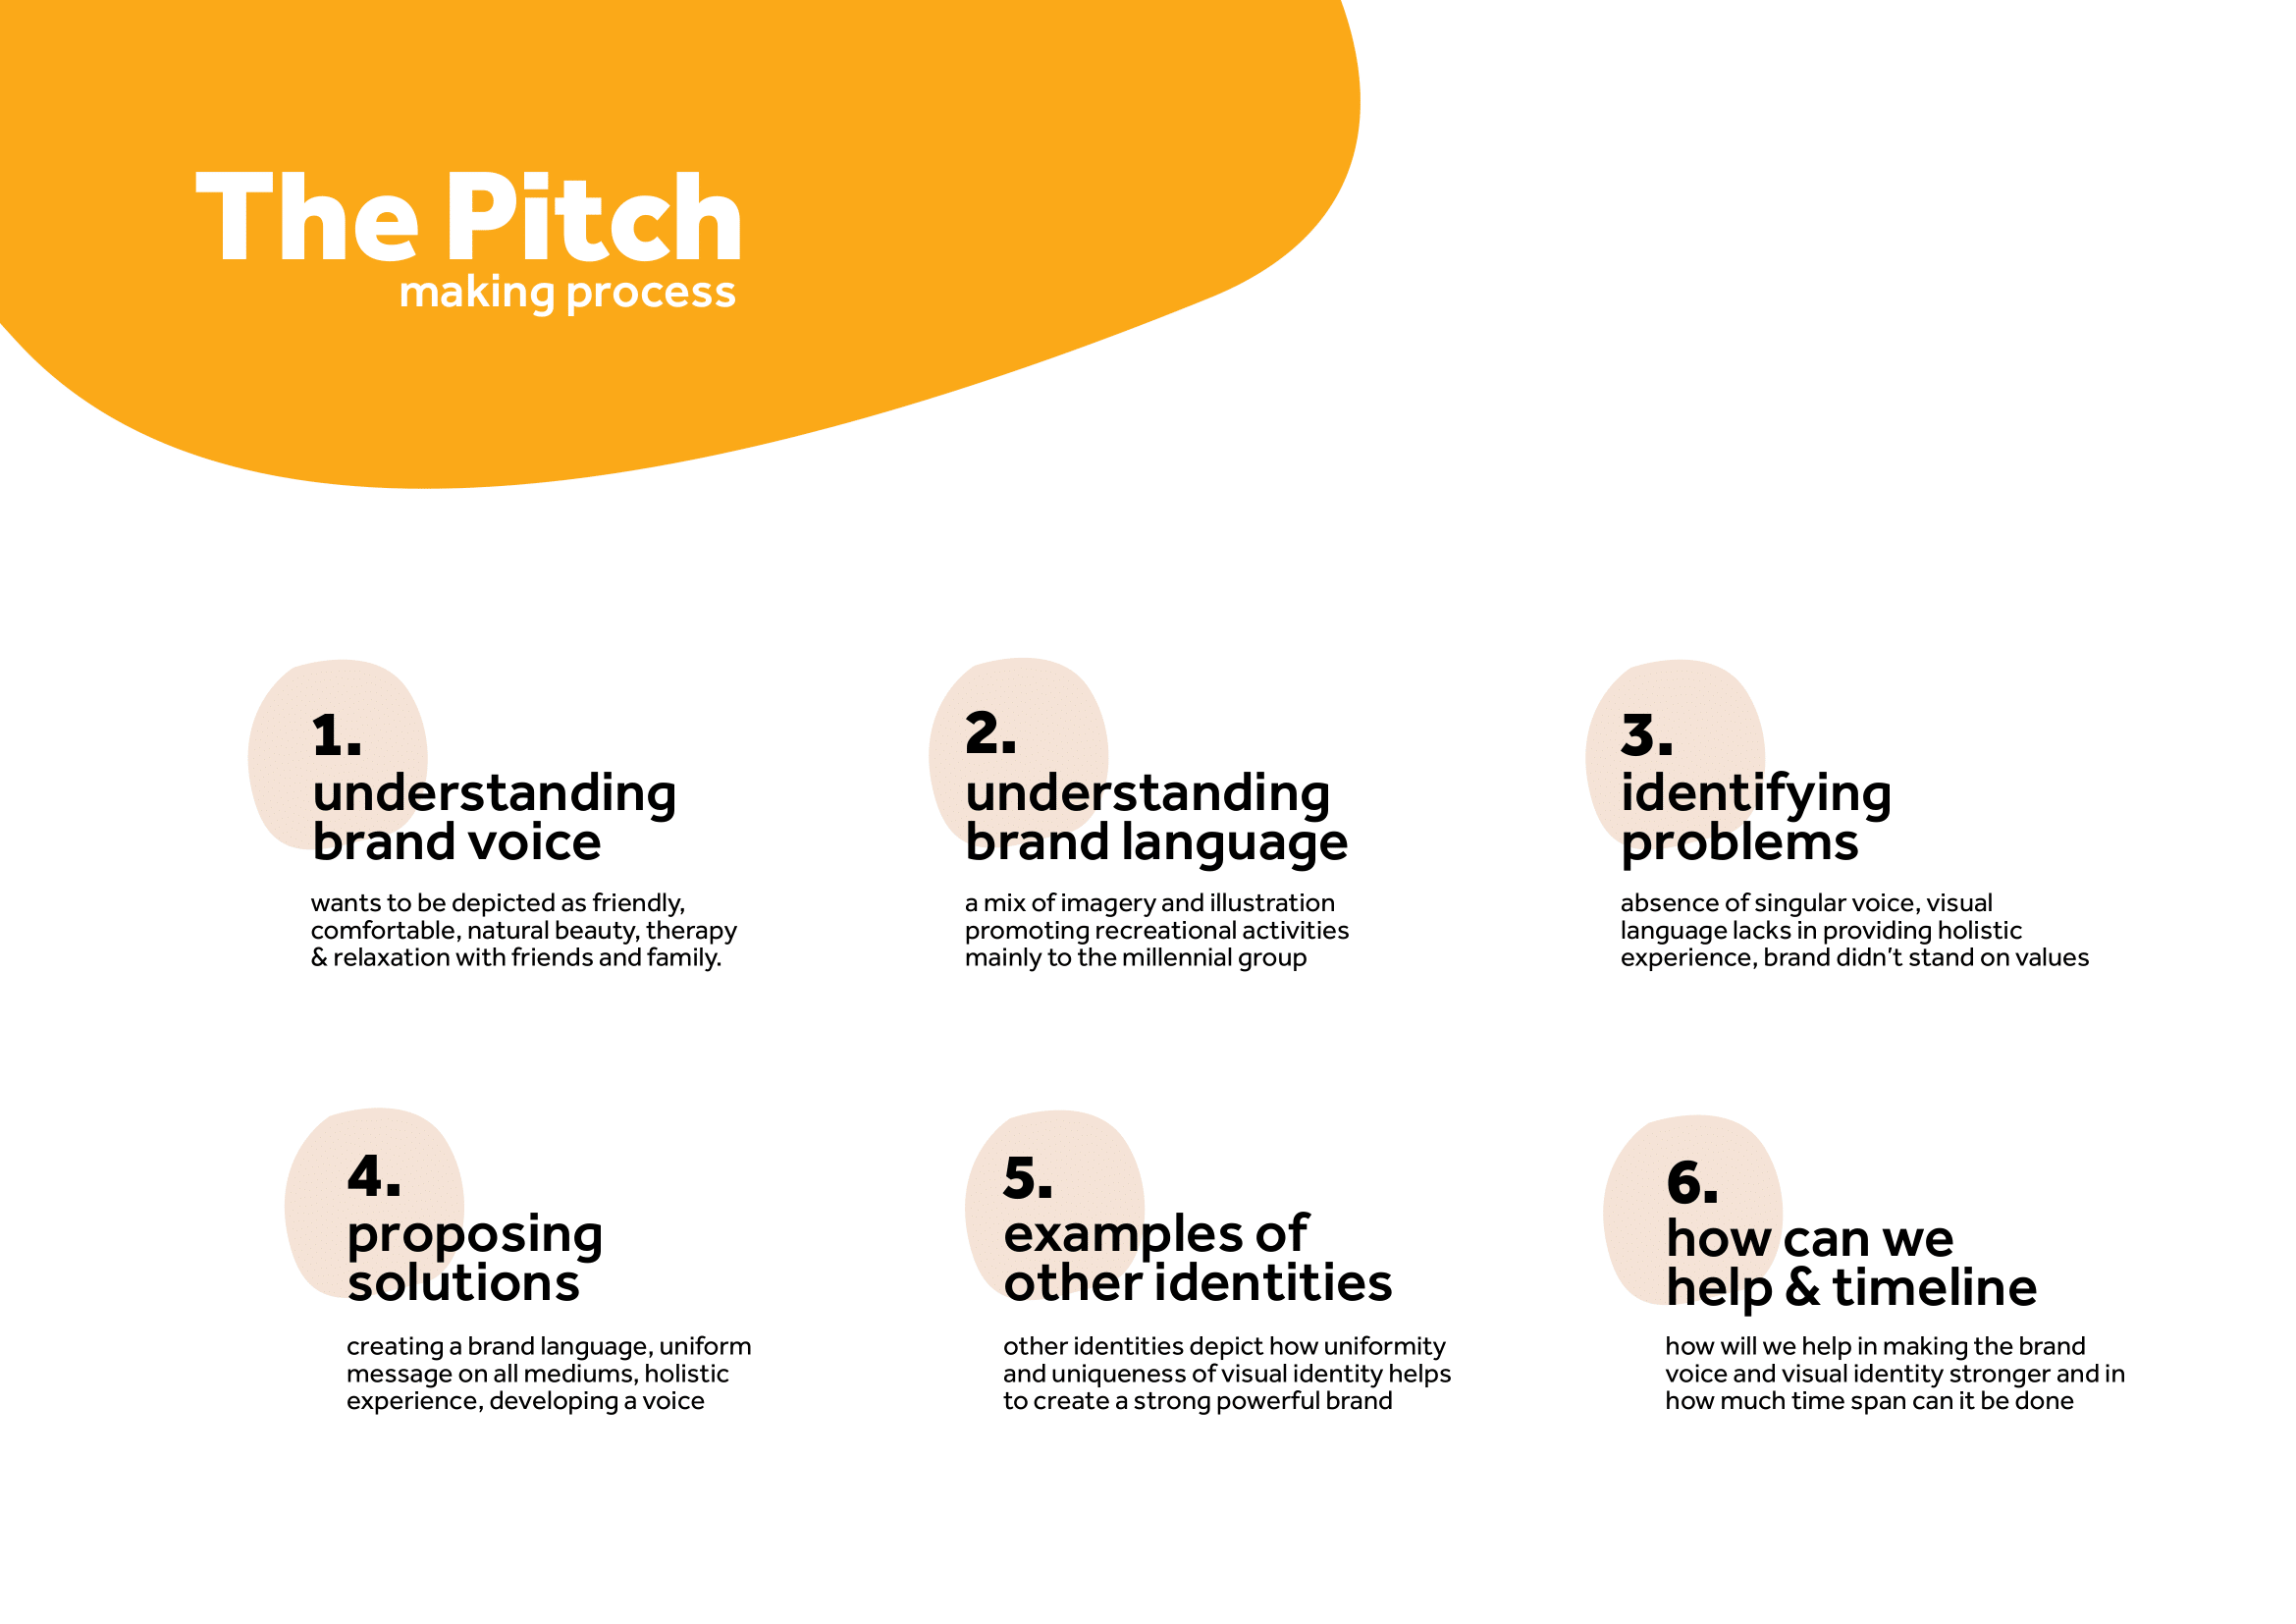 The Pitch
making process
1.
understanding
brand voice
wants to be depicted as friendly,
comfortable, natural beauty, therapy
& relaxation with friends and family.
2.
understanding
brand language
a mix of imagery and illustration
promoting recreational activities
mainly to the millennial group
3.
identifying
problems
absence of singular voice, visual
language lacks in providing holistic
experience, brand didn't stand on values
4.
proposing
solutions
creating a brand language, uniform
message on all mediums, holistic
experience, developing a voice
5.
examples of
other identities
other identities depict how uniformity
and uniqueness of visual identity helps
to create a strong powerful brand
6.
how can we
help & timeline
how will we help in making the brand
voice and visual identity stronger and in
how much time span can it be done